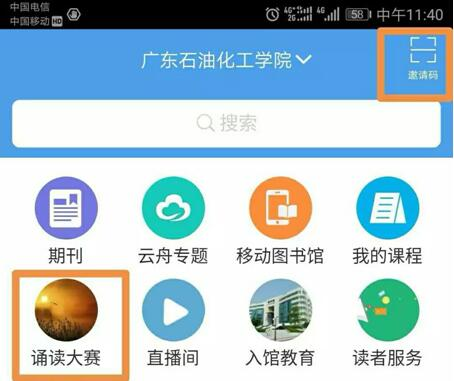 中国电信
中国移动 HD
4G 2G 4G 58 中午11:40
广东石油化工学院
邀请码
搜索
期刊
云舟专题
移动图书馆
我的课程
诵读大赛
直播间
入馆教育
读者服务